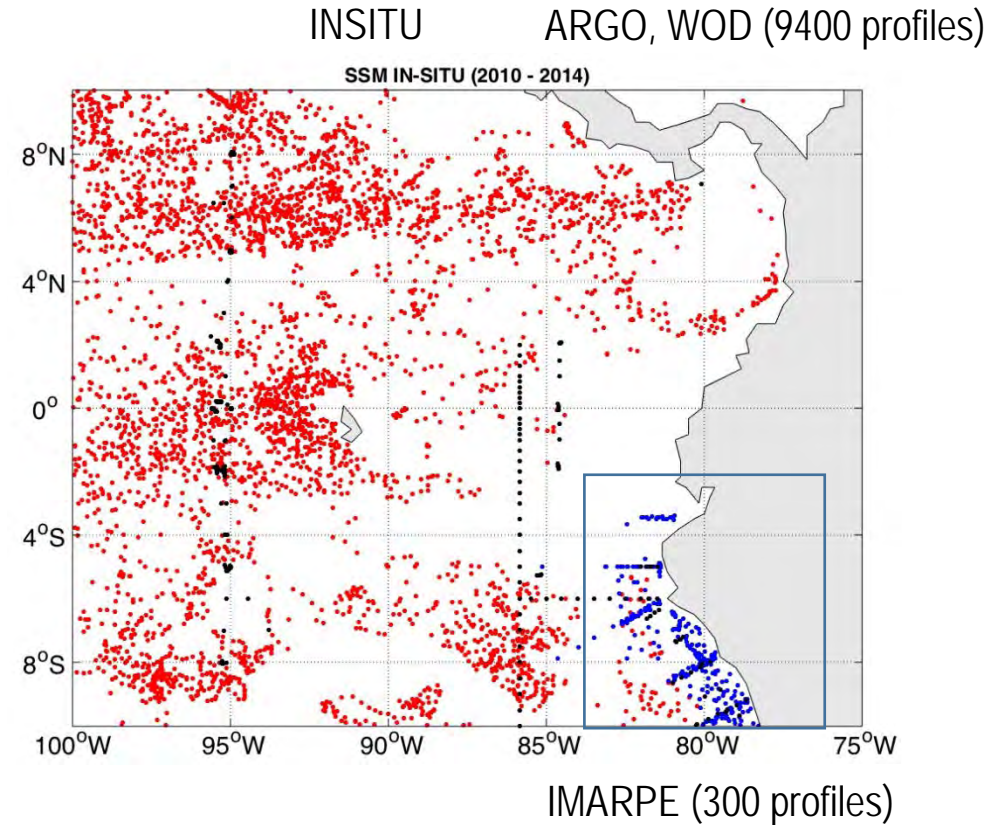 INSITU ARGO, WOD (9400 profiles)
SSM IN-SITU (2010 - 2014)
8°N
4°N
0°
4°S
8°S
100°W 95°W 90°W 85°W 80°W 75°W
IMARPE (300 profiles)